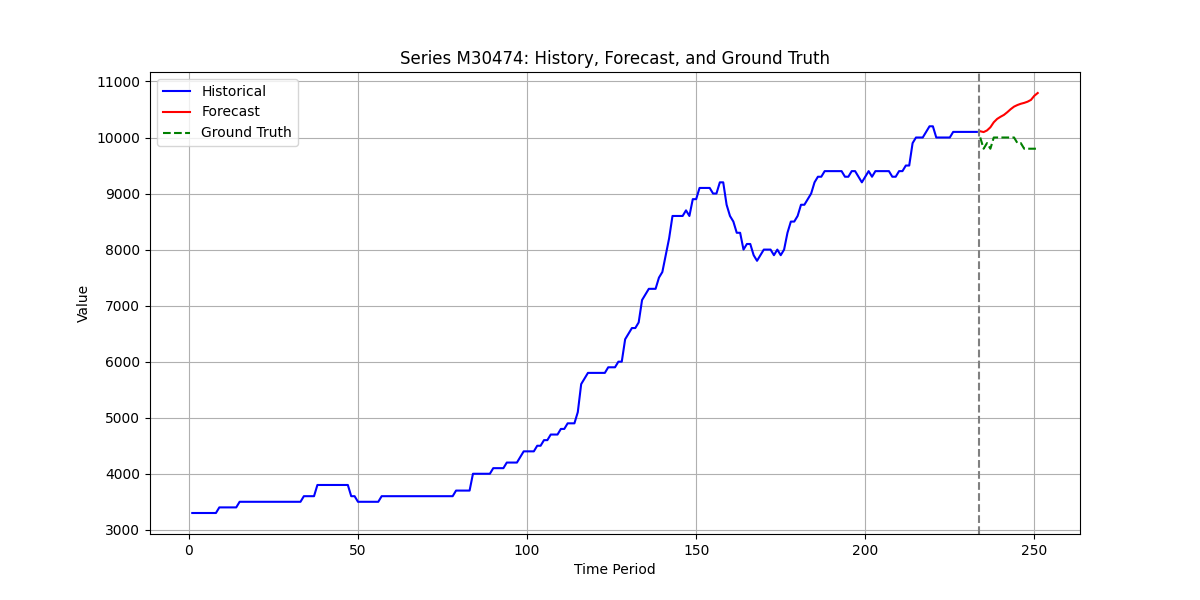 Series M30474: History, Forecast, and Ground Truth
Historical
Forecast
Ground Truth
11000
10000
9000
8000
7000
6000
5000
4000
3000
Value
0 50 100 150 200 250
Time Period